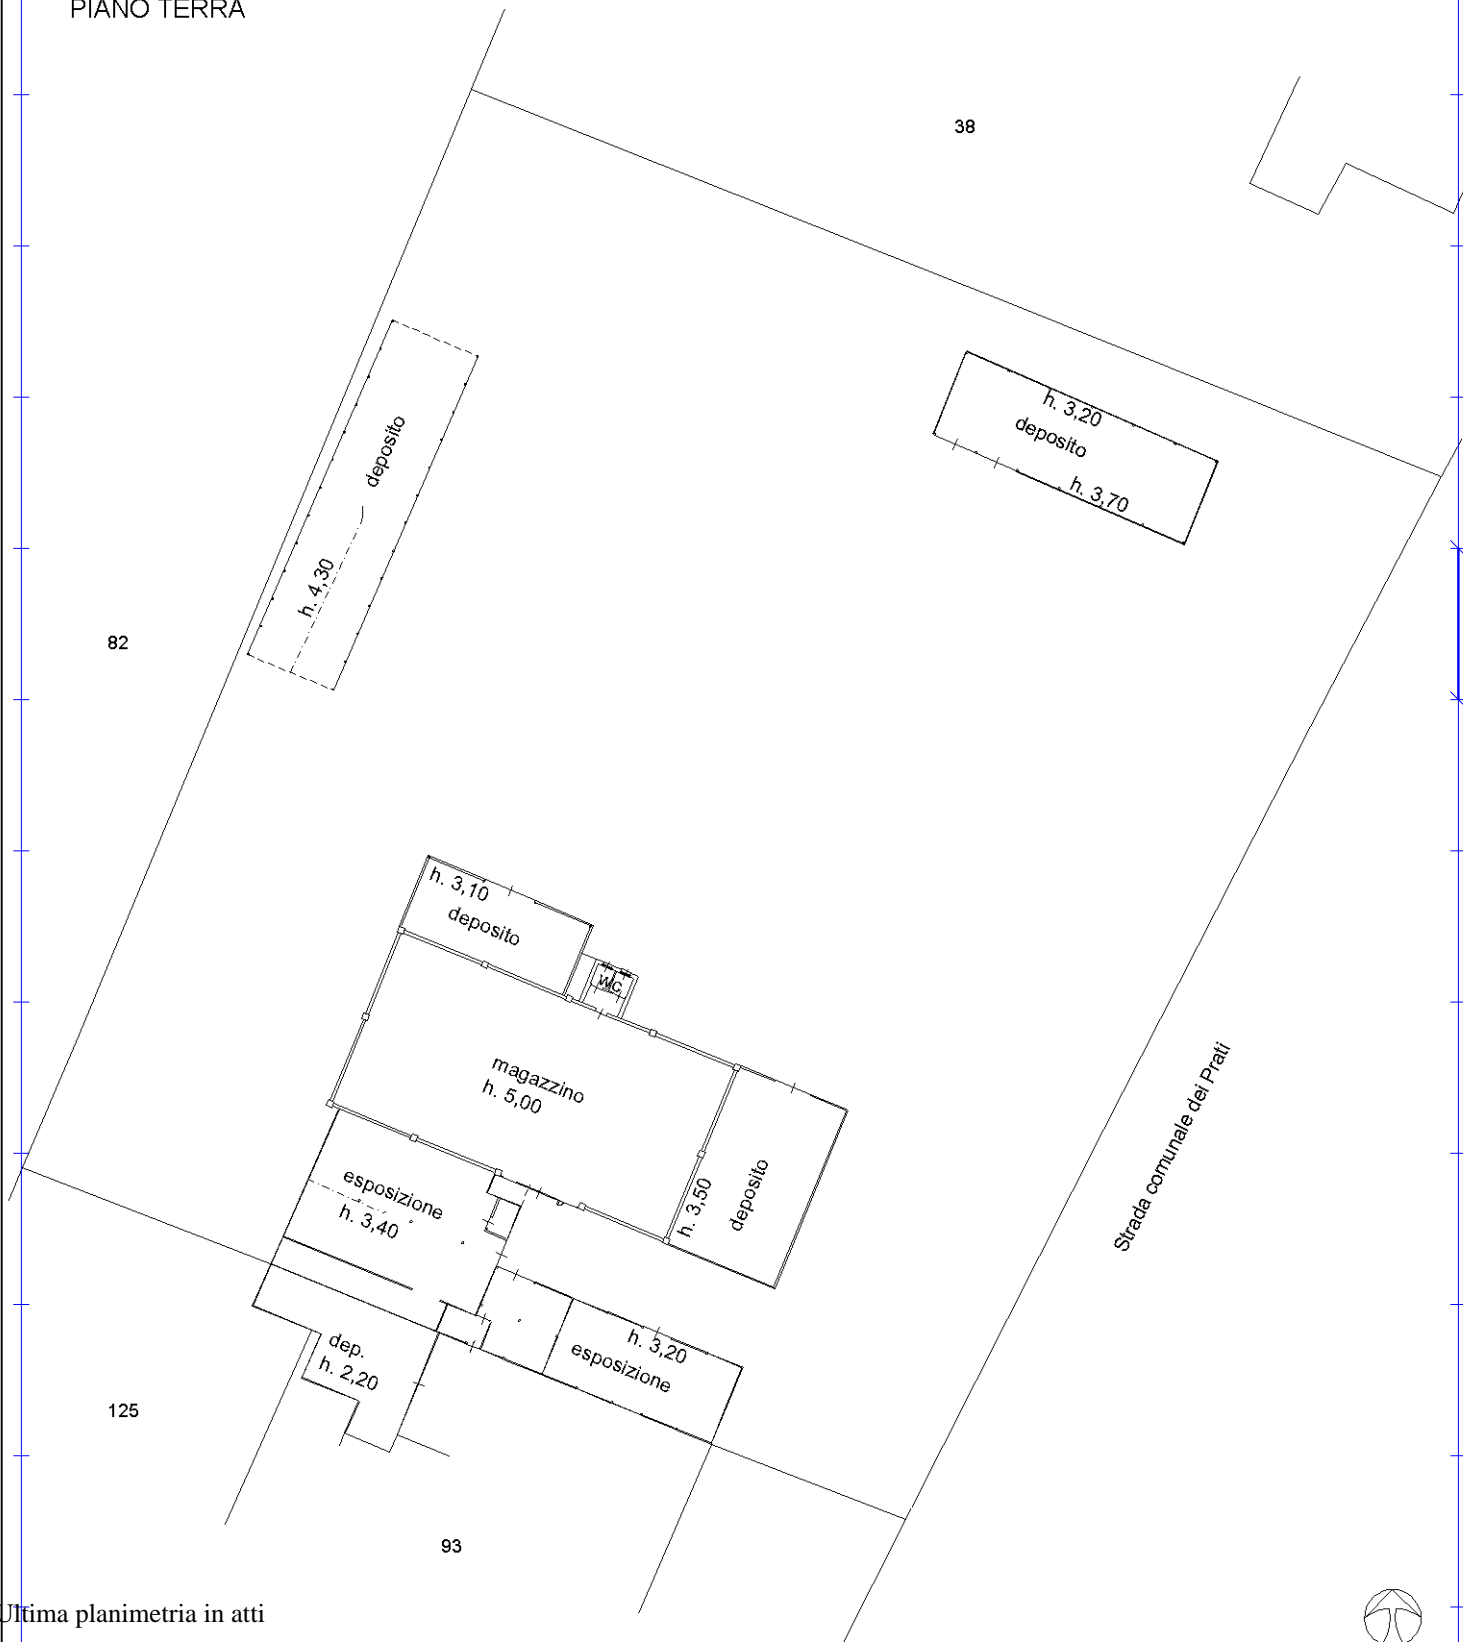 PIANO TERRA
38
h. 3,20
deposito
h. 3,70
deposito
h. 4,30
82
h. 3,10
deposito
WC
magazzino
h. 5,00
Strada comunale dei Prati
esposizione
h. 3,40
h. 3,50
deposito
dep.
h. 2,20
h. 3,20
esposizione
125
93
Ultima planimetria in atti